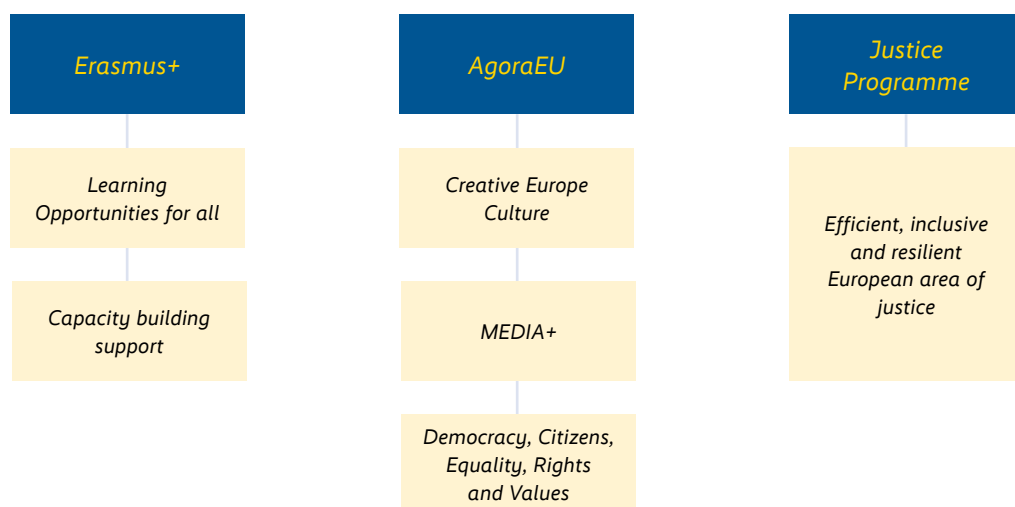 Erasmus+
Learning
Opportunities for all
Capacity building
support
AgoraEU
Creative Europe
Culture
MEDIA+
Democracy, Citizens,
Equality, Rights
and Values
Justice
Programme
Efficient, inclusive
and resilient
European area of
justice